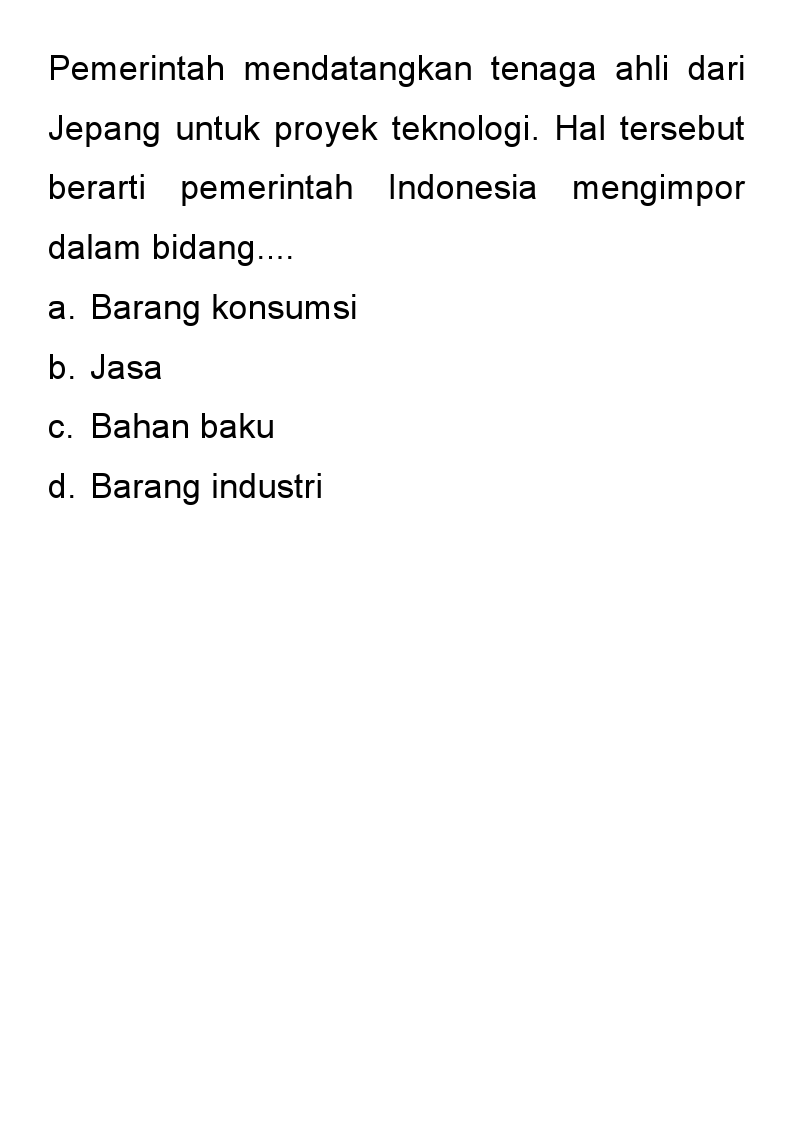 Pemerintah mendatangkan tenaga ahli dari
Jepang untuk proyek teknologi. Hal tersebut
berarti pemerintah Indonesia mengimpor
dalam bidang....
a. Barang konsumsi
b. Jasa
c. Bahan baku
d. Barang industri